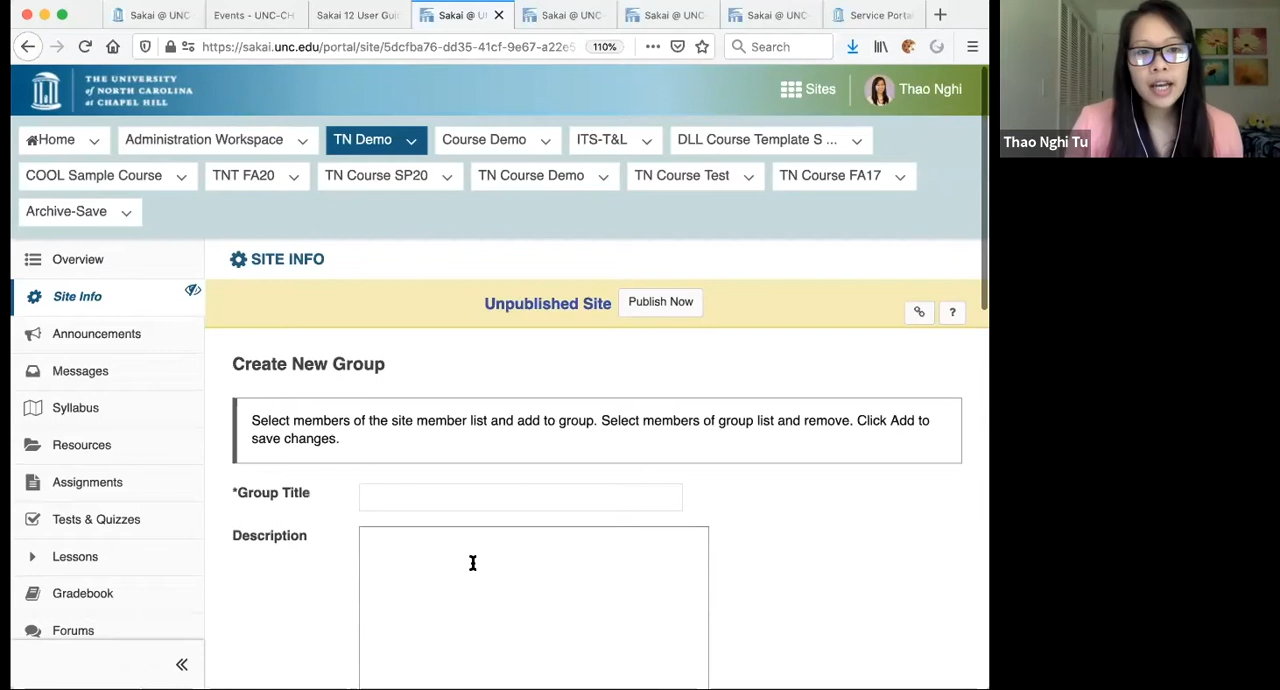 Sakai @ UNC
Events - UNC-CH
Sakai 12 User Gui
Sakai @ U
Sakai @ UNC
Sakai @ UNC
Sakai @ UNC
Service Porta
https://sakai.unc.edu/portal/site/5dcfba76-dd35-41cf-9e67-a22e5
110%
Search
THE UNIVERSITY
of NORTH CAROLINA
at CHAPEL HILL
Sites
Thao Nghi
Thao Nghi Tu
Home
Administration Workspace
TN Demo
Course Demo
ITS-T&L
DLL Course Template S ...
COOL Sample Course
TNT FA20
TN Course SP20
TN Course Demo
TN Course Test
TN Course FA17
Archive-Save
Overview
Site Info
Announcements
Messages
Syllabus
Resources
Assignments
Tests & Quizzes
Lessons
Gradebook
Forums
SITE INFO
Unpublished Site
Publish Now
?
Create New Group
Select members of the site member list and add to group. Select members of group list and remove. Click Add to
save changes.
*Group Title
Description